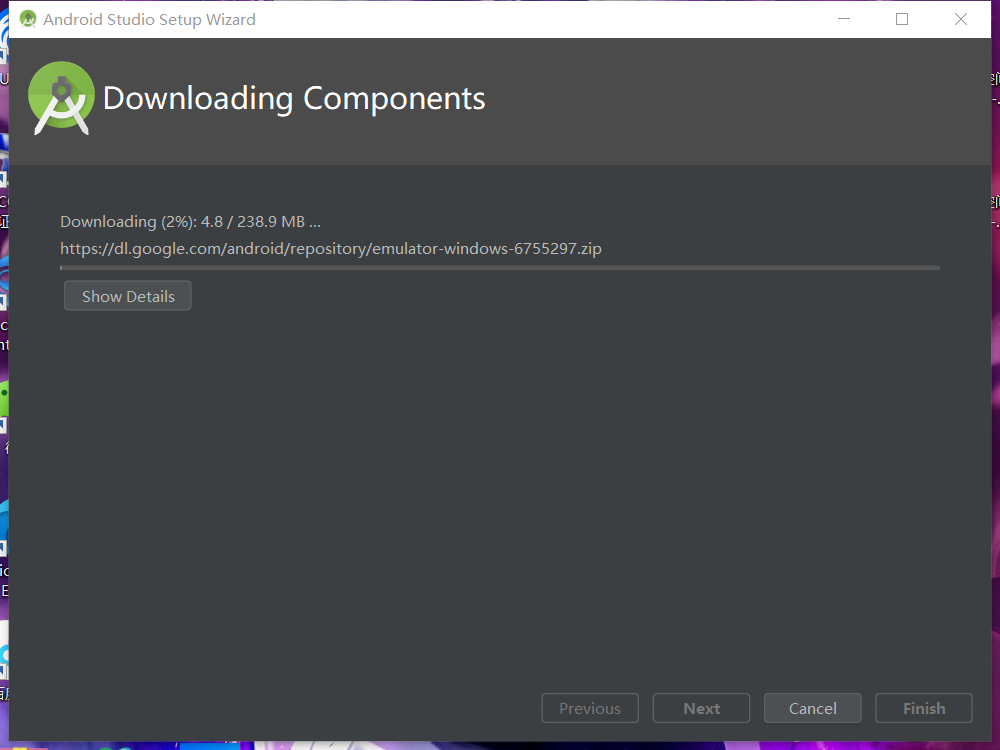 Android Studio Setup Wizard
Downloading Components
Downloading (2%): 4.8 / 238.9 MB ...
https://dl.google.com/android/repository/emulator-windows-6755297.zip
Show Details
Previous
Next
Cancel
Finish